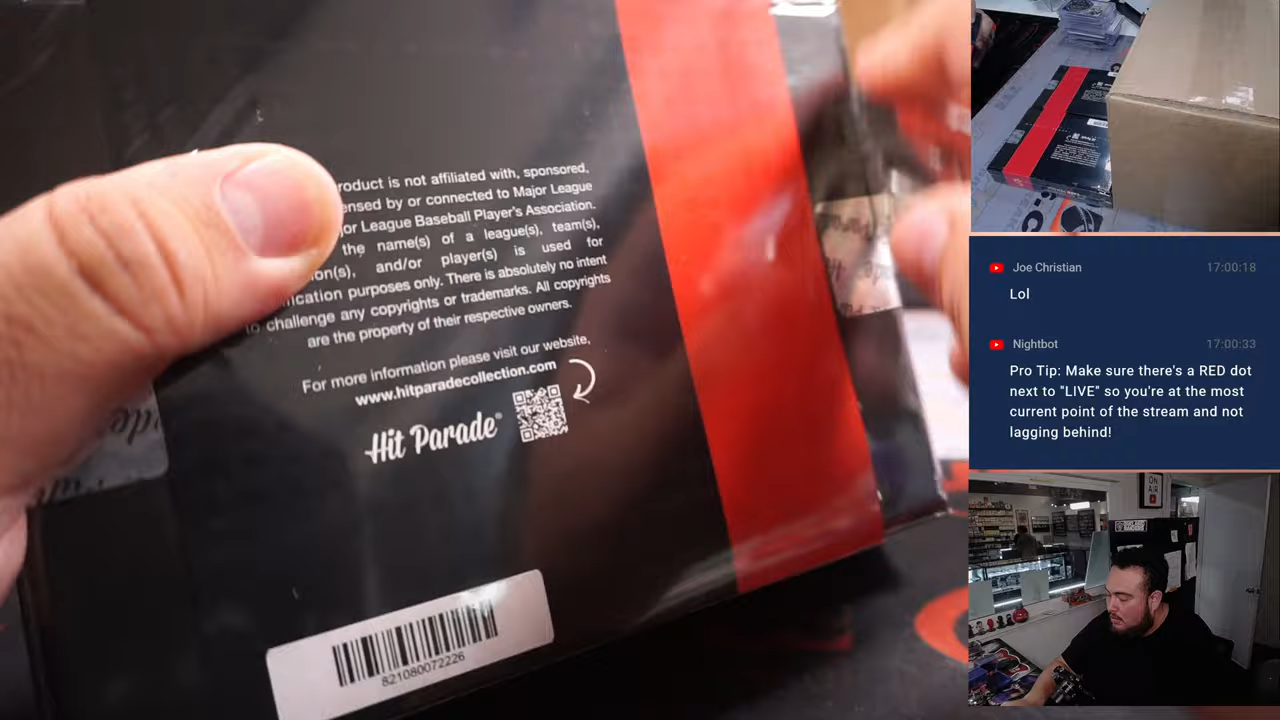 roduct is not affiliated with, sponsored,
ensed by or connected to Major League
or League Baseball Player's Association.
the name(s) of a league(s), team(s),
on(s), and/or player(s) is used for
ication purposes only. There is absolutely no intent
to challenge any copyrights or trademarks. All copyrights
are the property of their respective owners.
For more information please visit our website,
www.hitparadecollection.com
Hit Parade®
821080072226
Joe Christian 17:00:18
Lol
Nightbot 17:00:33
Pro Tip: Make sure there's a RED dot
next to "LIVE" so you're at the most
current point of the stream and not
lagging behind!
ON
AIR